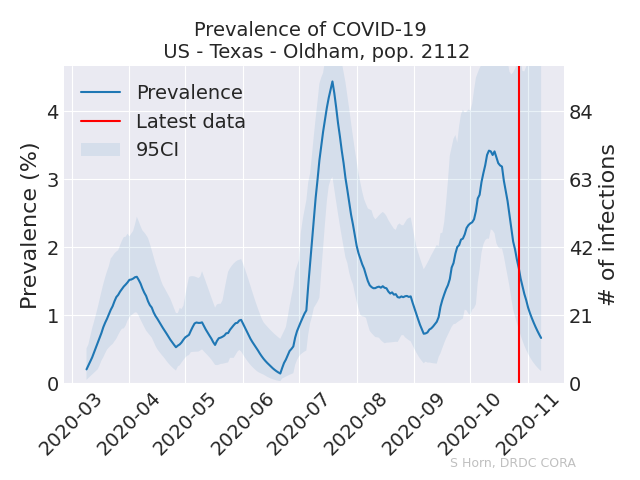 Prevalence of COVID-19
US - Texas - Oldham, pop. 2112
Prevalence
Latest data
95CI
Prevalence (%)
4
3
2
1
0
# of infections
84
63
42
21
0
2020-03
2020-04
2020-05
2020-06
2020-07
2020-08
2020-09
2020-10
2020-11
S Horn, DRDC CORA